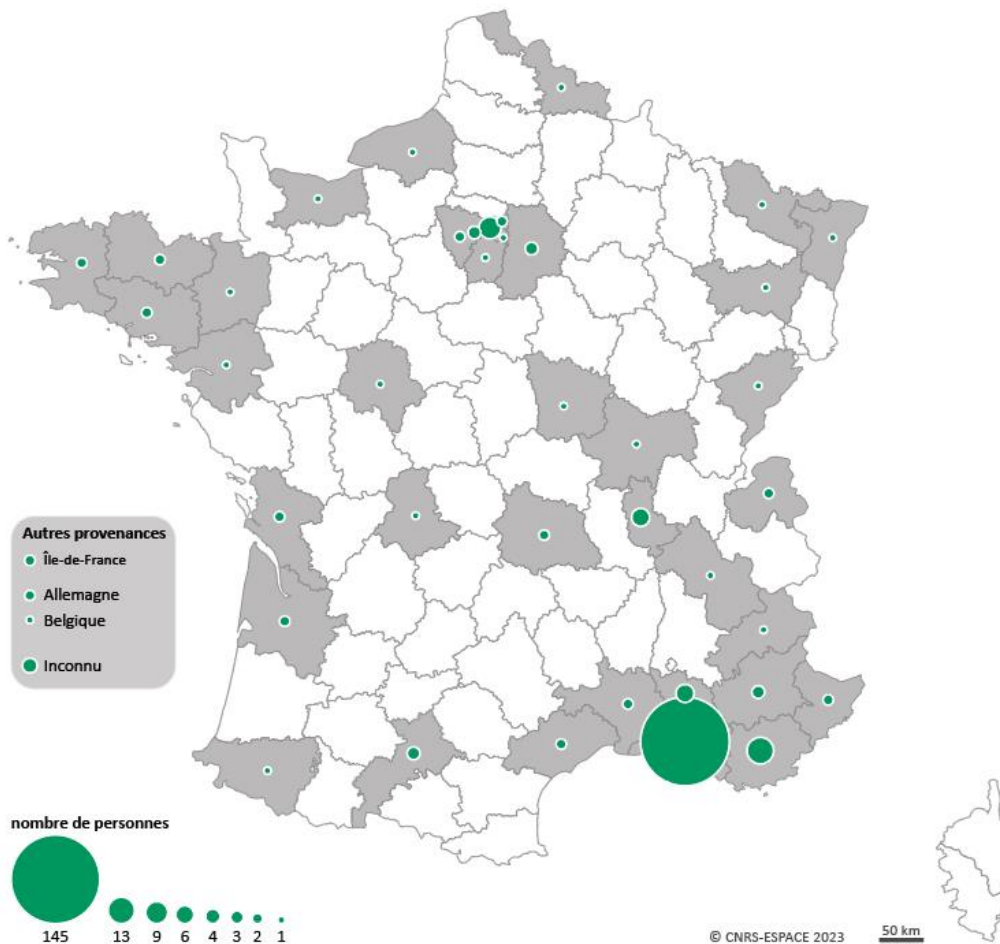 Autres provenances
Île-de-France
Allemagne
Belgique
Inconnu
nombre de personnes
145 13 9 6 4 3 2 1
© CNRS-ESPACE 2023
50 km